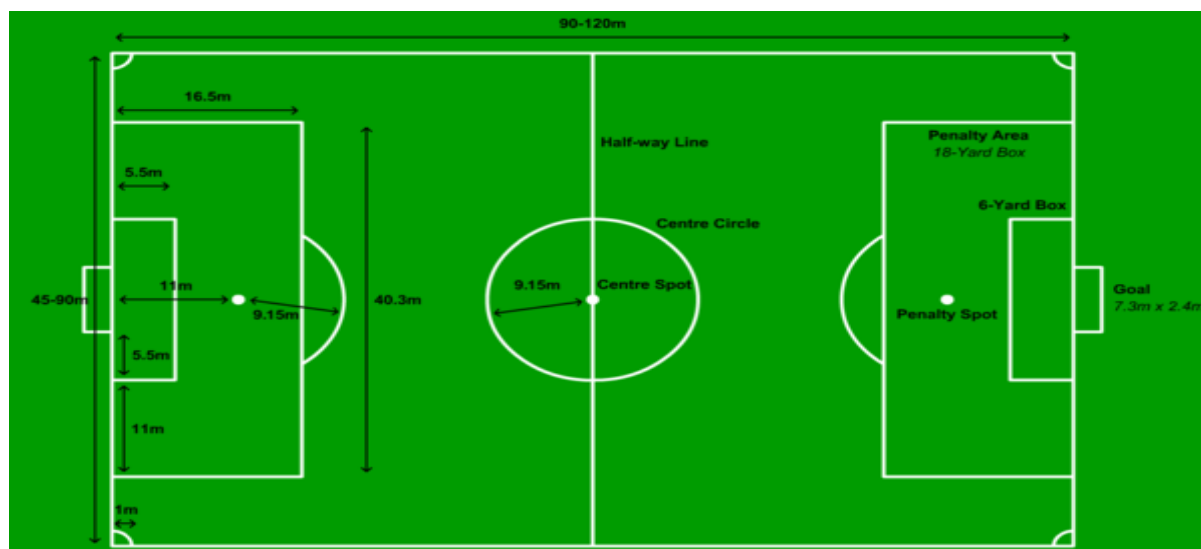 90-120m
16.5m
Half-way Line
Penalty Area
18-Yard Box
5.5m
6-Yard Box
Centre Circle
11m
9.15m
Centre Spot
45-90m
40.3m
9.15m
Penalty Spot
Goal
7.3m x 2.4m
5.5m
11m
1m